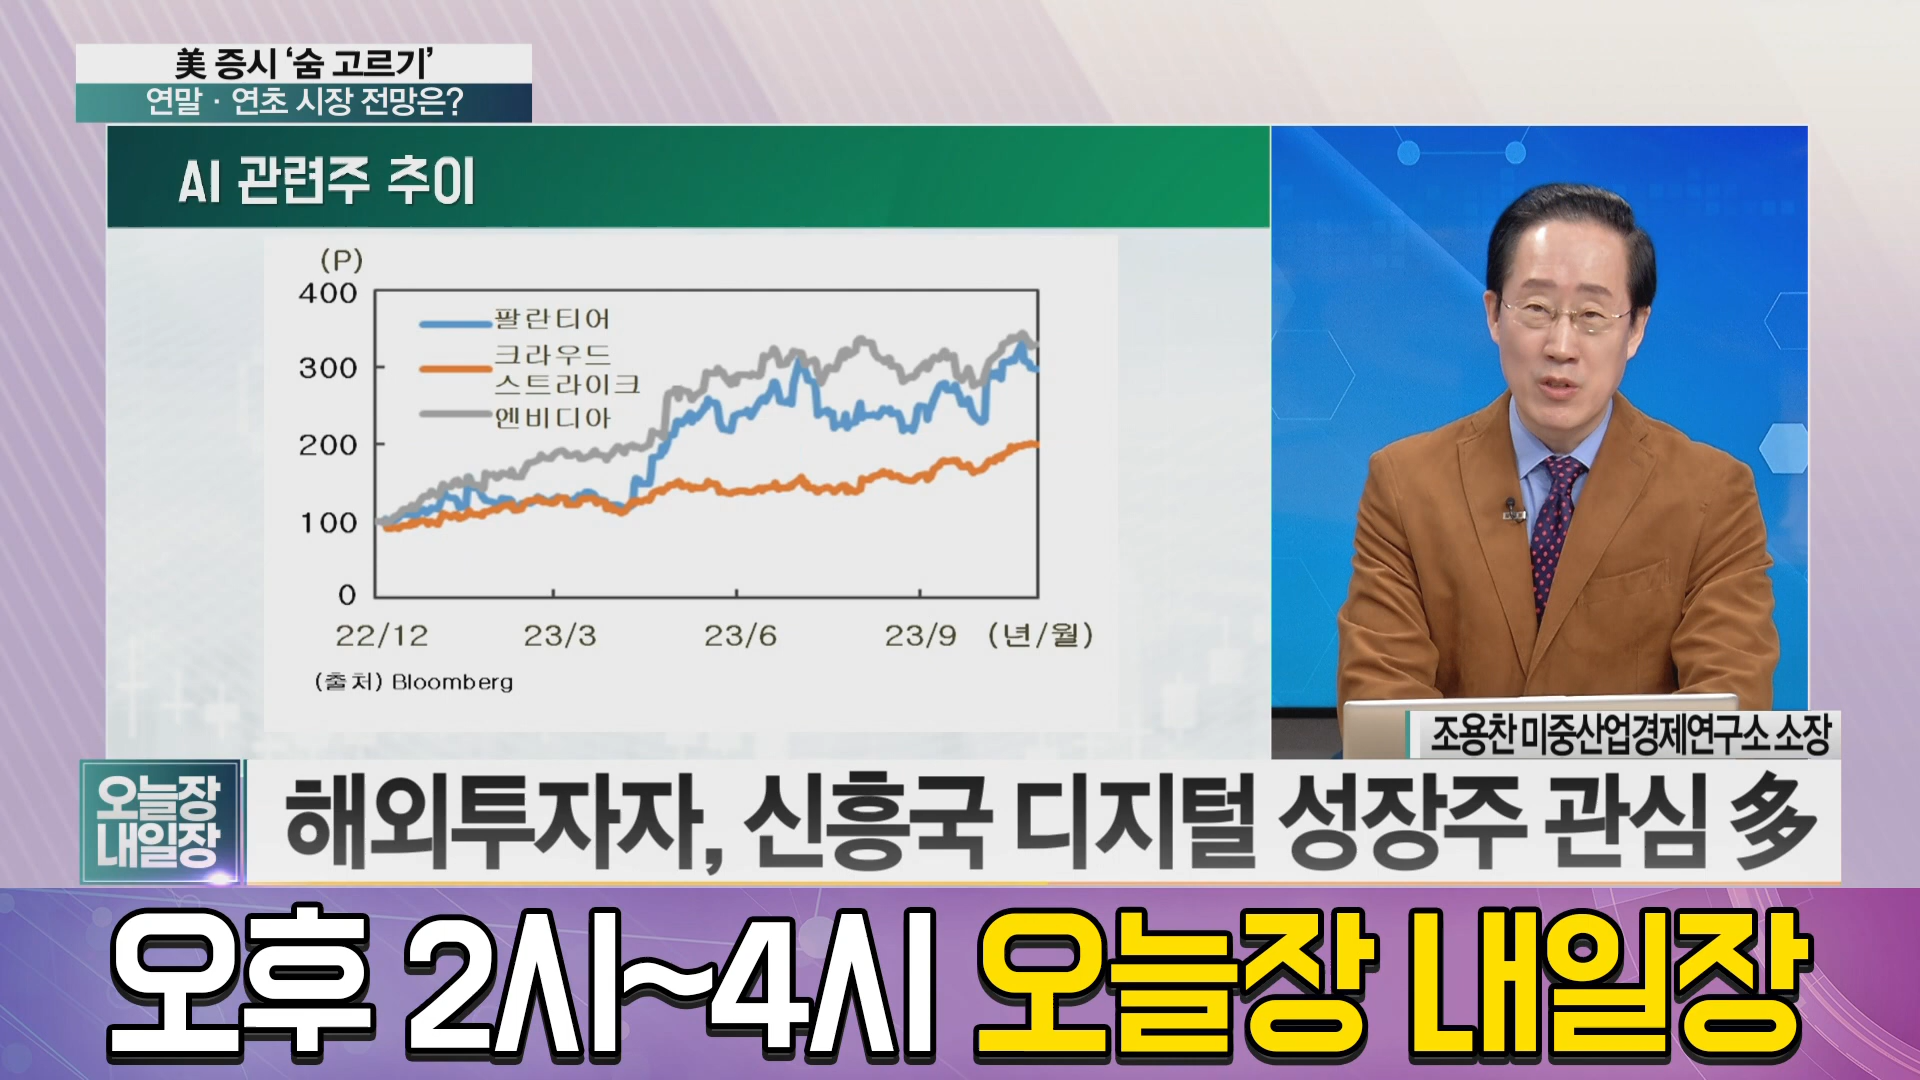 美 증시 ‘숨 고르기’
연말·연초 시장 전망은?
AI 관련주 추이
(P)
400
300
200
100
0
팔란티어
크라우드
스트라이크
엔비디아
22/12 23/3 23/6 23/9 (년/월)
(출처) Bloomberg
조용찬 미중산업경제연구소 소장
오늘장
내일장
해외투자자, 신흥국 디지털 성장주 관심 多
오후 2시~4시 오늘장 내일장